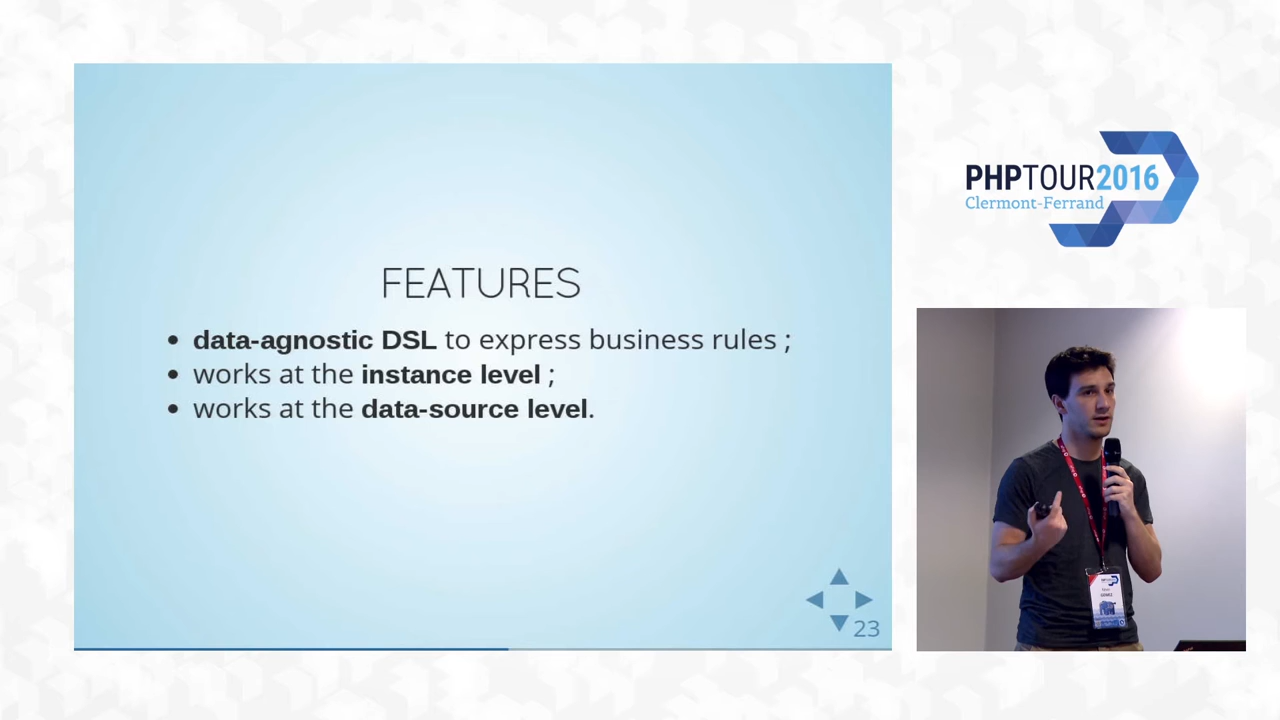 FEATURES
• data-agnostic DSL to express business rules ;
• works at the instance level ;
• works at the data-source level.
23
PHPTOUR2016
Clermont-Ferrand
GOMEZ